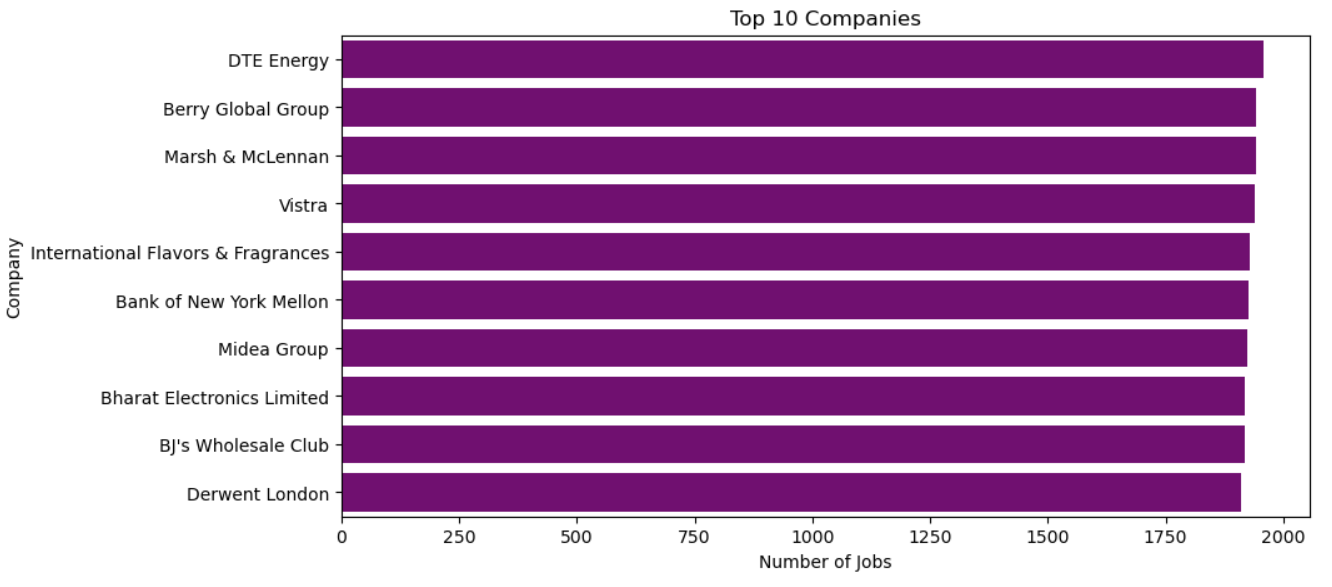 Top 10 Companies
Company
DTE Energy
Berry Global Group
Marsh & McLennan
Vistra
International Flavors & Fragrances
Bank of New York Mellon
Midea Group
Bharat Electronics Limited
BJ's Wholesale Club
Derwent London
0 250 500 750 1000 1250 1500 1750 2000
Number of Jobs